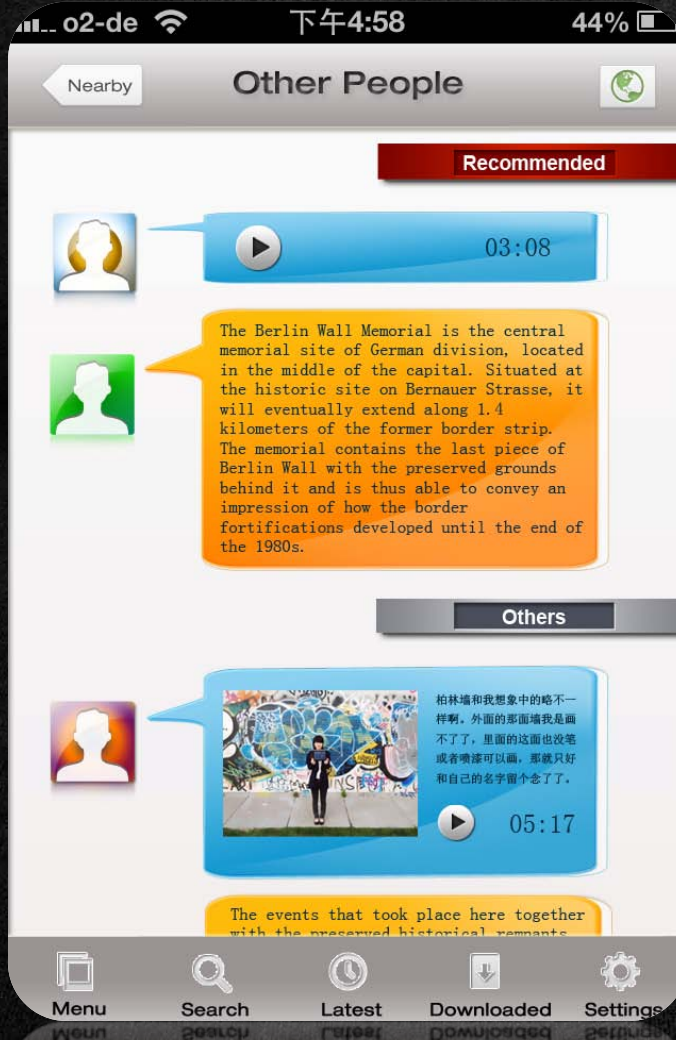 o2-de 下午4:58 44%
Nearby Other People
Recommended
03:08
The Berlin Wall Memorial is the central
memorial site of German division, located
in the middle of the capital. Situated at
the historic site on Bernauer Strasse, it
will eventually extend along 1.4
kilometers of the former border strip.
The memorial contains the last piece of
Berlin Wall with the preserved grounds
behind it and is thus able to convey an
impression of how the border
fortifications developed until the end of
the 1980s.
Others
柏林墙和我想象中的略不一
样啊。外面的那面墙我是画
不了了，里面的这面也没笔
或者喷漆可以画，那就只好
和自己的名字留个念了了。
05:17
The events that took place here together
with the preserved historical remnants
Menu Search Latest Downloaded Settings